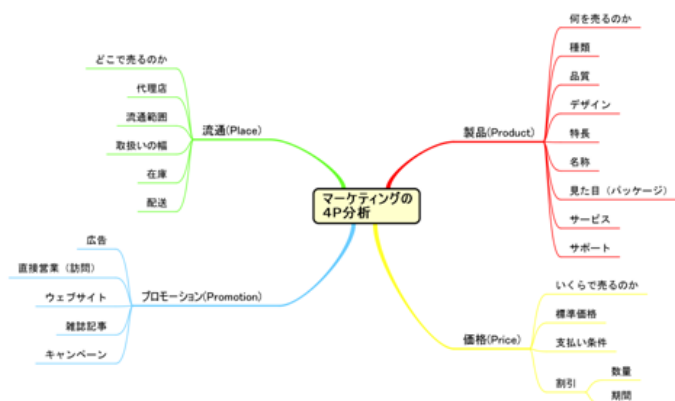 マーケティングの
4P分析
製品(Product)
何を売るのか
種類
品質
デザイン
特長
名称
見た目（パッケージ）
サービス
サポート
価格(Price)
いくらで売るのか
標準価格
支払い条件
割引
数量
期間
流通(Place)
どこで売るのか
代理店
流通範囲
取扱いの幅
在庫
配送
プロモーション(Promotion)
広告
直接営業（訪問）
ウェブサイト
雑誌記事
キャンペーン